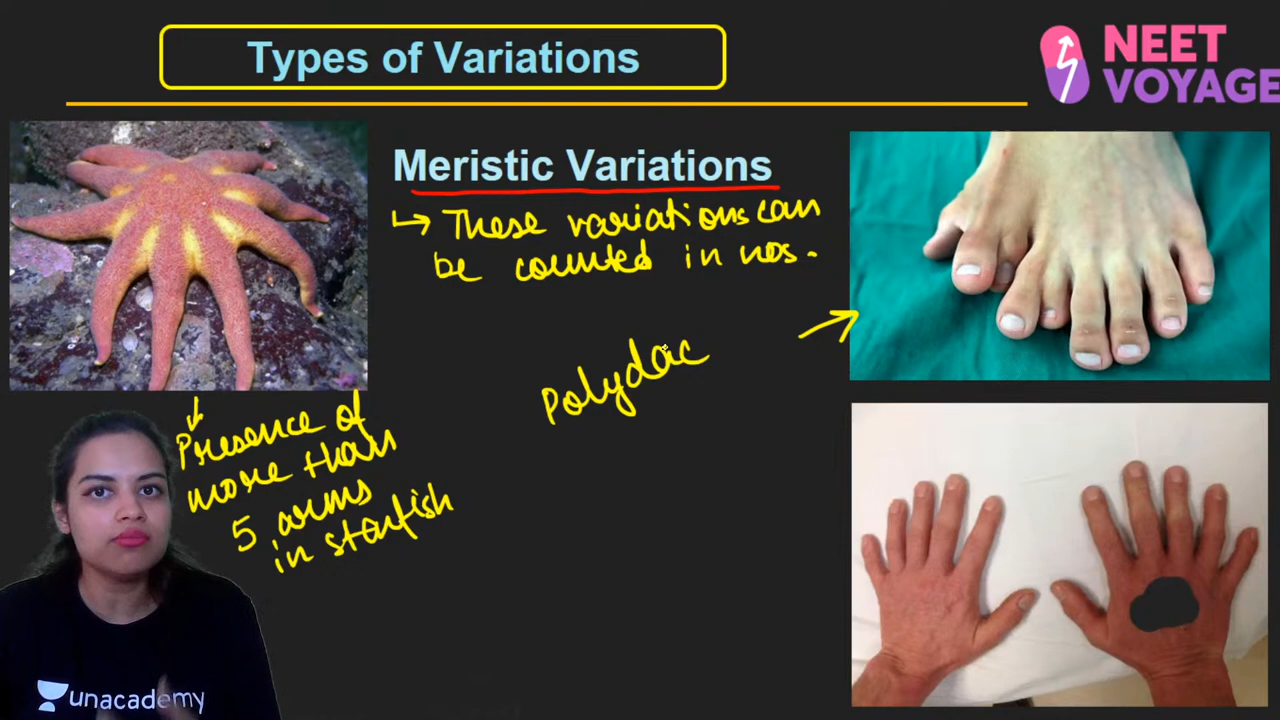 Types of Variations
NEET
VOYAGE
Meristic Variations
↳ These variations can
be counted in nos.
Polydac
Presence of
more than
5 arms
in starfish
unacademy